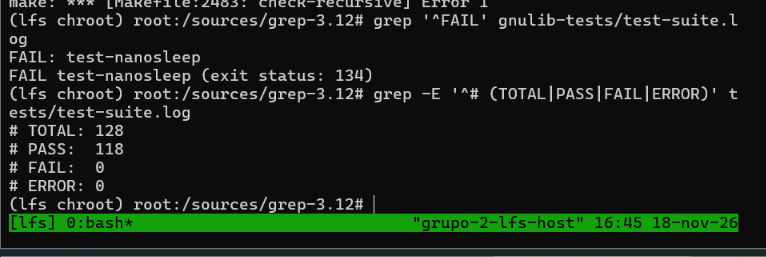 make: *** [Makefile:2483: check-recursive] Error 1
(lfs chroot) root:/sources/grep-3.12# grep '^FAIL' gnulib-tests/test-suite.l
og
FAIL: test-nanosleep
FAIL test-nanosleep (exit status: 134)
(lfs chroot) root:/sources/grep-3.12# grep -E '^# (TOTAL|PASS|FAIL|ERROR)' t
ests/test-suite.log
# TOTAL: 128
# PASS:  118
# FAIL:  0
# ERROR: 0
(lfs chroot) root:/sources/grep-3.12#
[lfs] 0:bash* "grupo-2-lfs-host" 16:45 18-nov-26